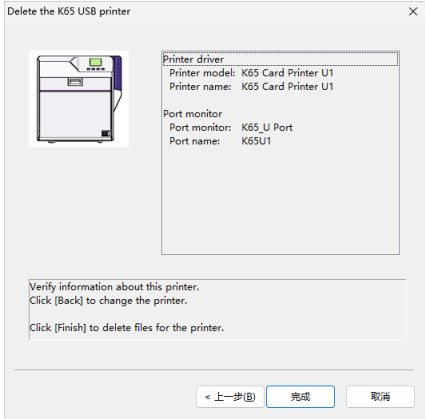 Delete the K65 USB printer
Printer driver
Printer model: K65 Card Printer U1
Printer name: K65 Card Printer U1
Port monitor
Port monitor: K65_U Port
Port name: K65U1
Verify information about this printer.
Click [Back] to change the printer.
Click [Finish] to delete files for the printer.
< 上一步(B)
完成
取消